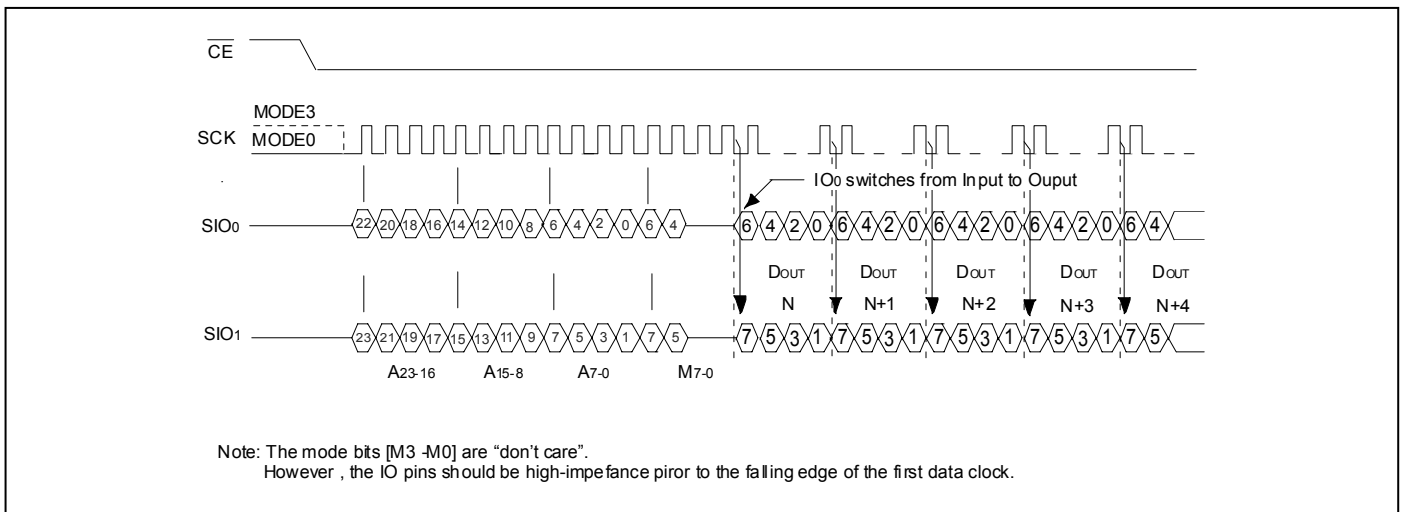 CE
MODE3
SCK MODE0
IO0 switches from Input to Ouput
SIO0 22 20 18 16 14 12 10 8 6 4 2 0 6 4 6 4 2 0 6 4 2 0 6 4 2 0 6 4 2 0 6 4
DOUT DOUT DOUT DOUT DOUT
N N+1 N+2 N+3 N+4
SIO1 23 21 19 17 15 13 11 9 7 5 3 1 7 5 7 5 3 1 7 5 3 1 7 5 3 1 7 5 3 1 7 5
A23-16 A15-8 A7-0 M7-0
Note: The mode bits [M3 -M0] are “don’t care”.
However , the IO pins should be high-impefance piror to the falling edge of the first data clock.